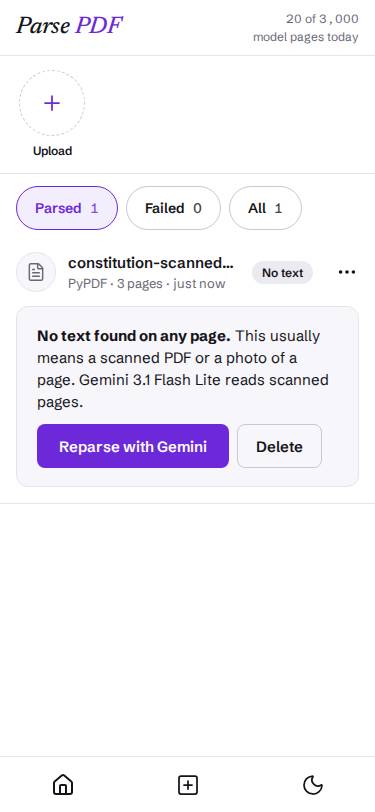 Parse PDF
20 of 3,000
model pages today
Upload
Parsed 1
Failed 0
All 1
constitution-scanned...
PyPDF · 3 pages · just now
No text
No text found on any page. This usually
means a scanned PDF or a photo of a
page. Gemini 3.1 Flash Lite reads scanned
pages.
Reparse with Gemini
Delete